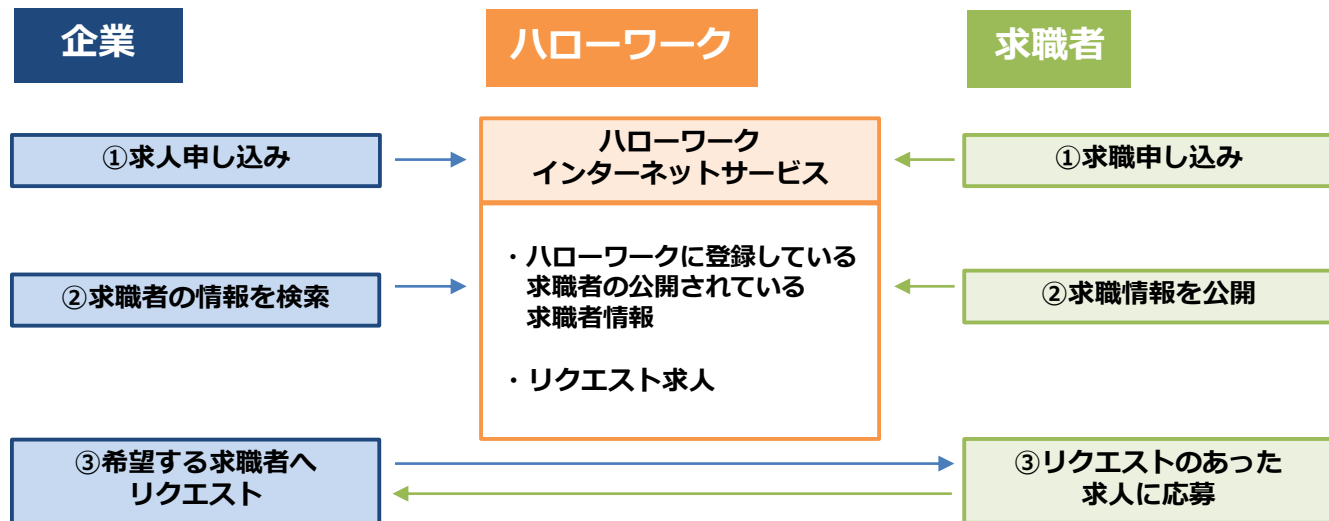 企業
ハローワーク
求職者
①求人申し込み
ハローワーク
インターネットサービス
①求職申し込み
②求職者の情報を検索
・ハローワークに登録している
求職者の公開されている
求職者情報
・リクエスト求人
②求職情報を公開
③希望する求職者へ
リクエスト
③リクエストのあった
求人に応募